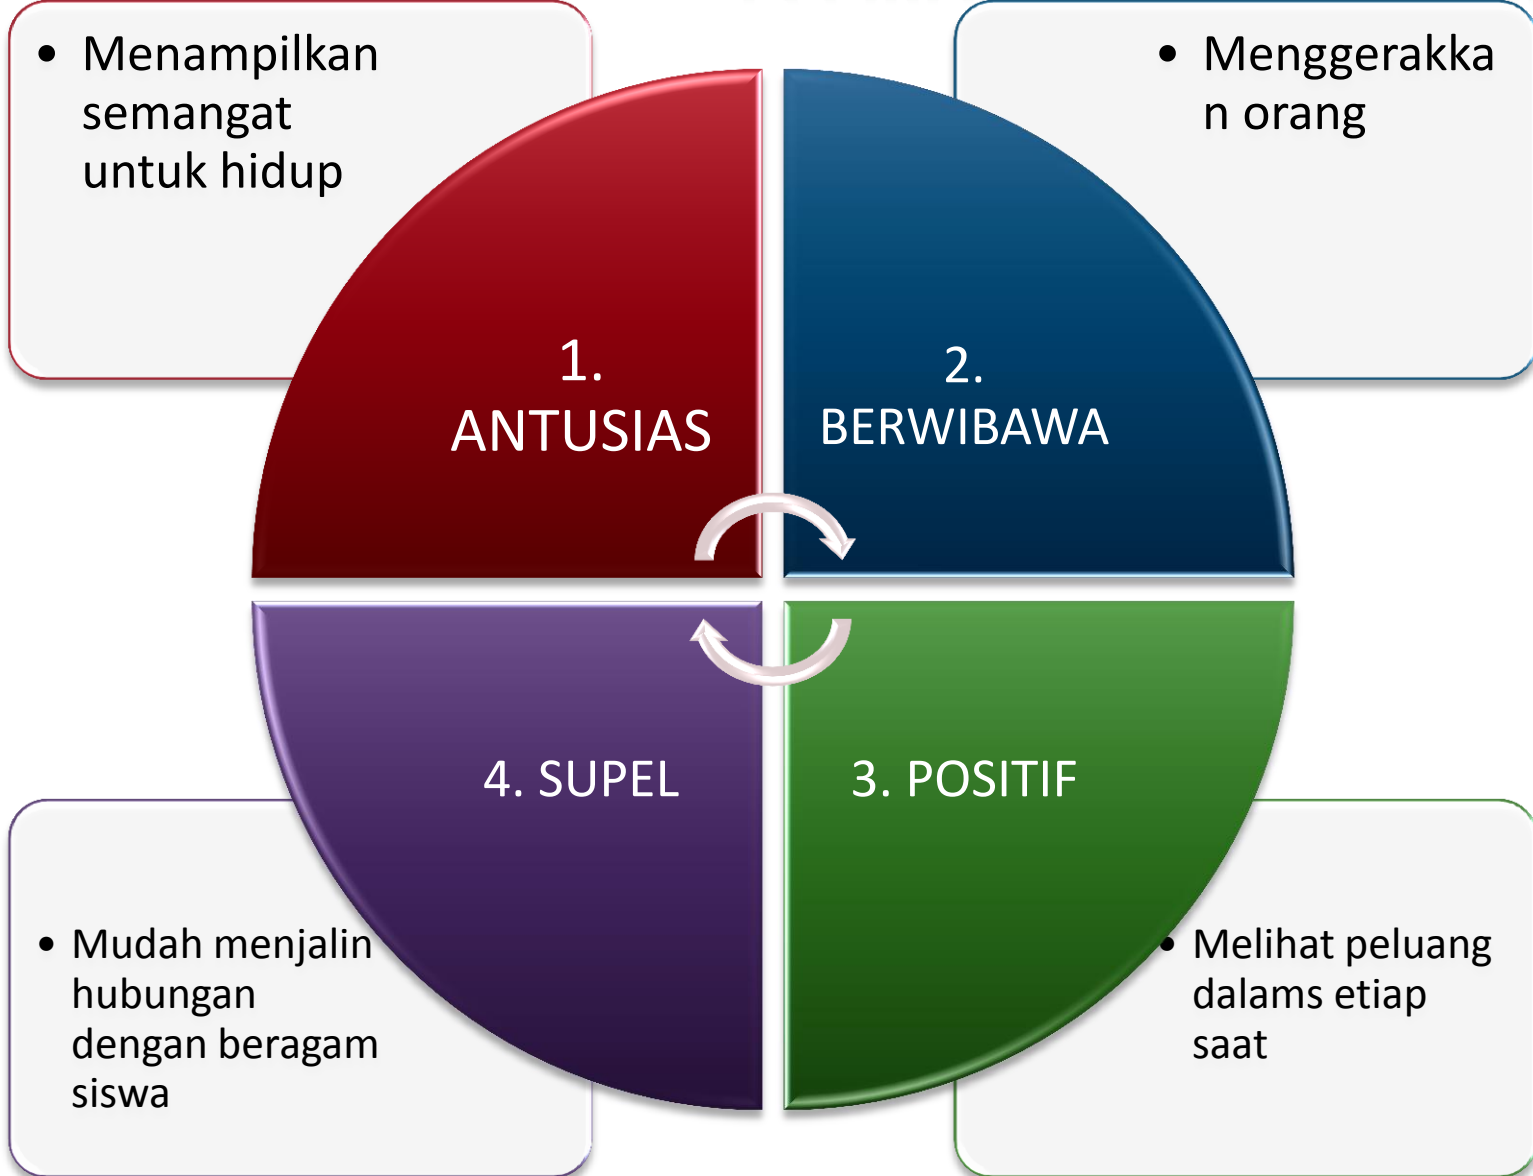 • Menampilkan
semangat
untuk hidup
• Menggerakka
n orang
1.
ANTUSIAS
2.
BERWIBAWA
4. SUPEL
3. POSITIF
• Mudah menjalin
hubungan
dengan beragam
siswa
• Melihat peluang
dalams etiap
saat